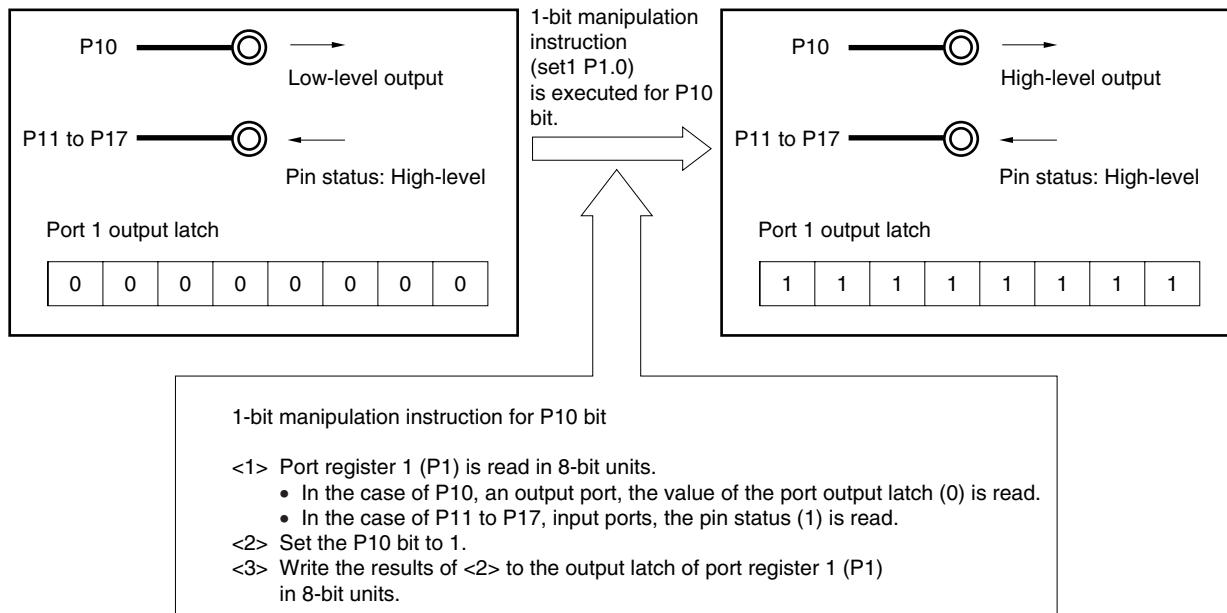 P10
Low-level output
P11 to P17
Pin status: High-level
Port 1 output latch
0 0 0 0 0 0 0 0
1-bit manipulation
instruction
(set1 P1.0)
is executed for P10
bit.
P10
High-level output
P11 to P17
Pin status: High-level
Port 1 output latch
1 1 1 1 1 1 1 1
1-bit manipulation instruction for P10 bit
<1> Port register 1 (P1) is read in 8-bit units.
• In the case of P10, an output port, the value of the port output latch (0) is read.
• In the case of P11 to P17, input ports, the pin status (1) is read.
<2> Set the P10 bit to 1.
<3> Write the results of <2> to the output latch of port register 1 (P1)
in 8-bit units.